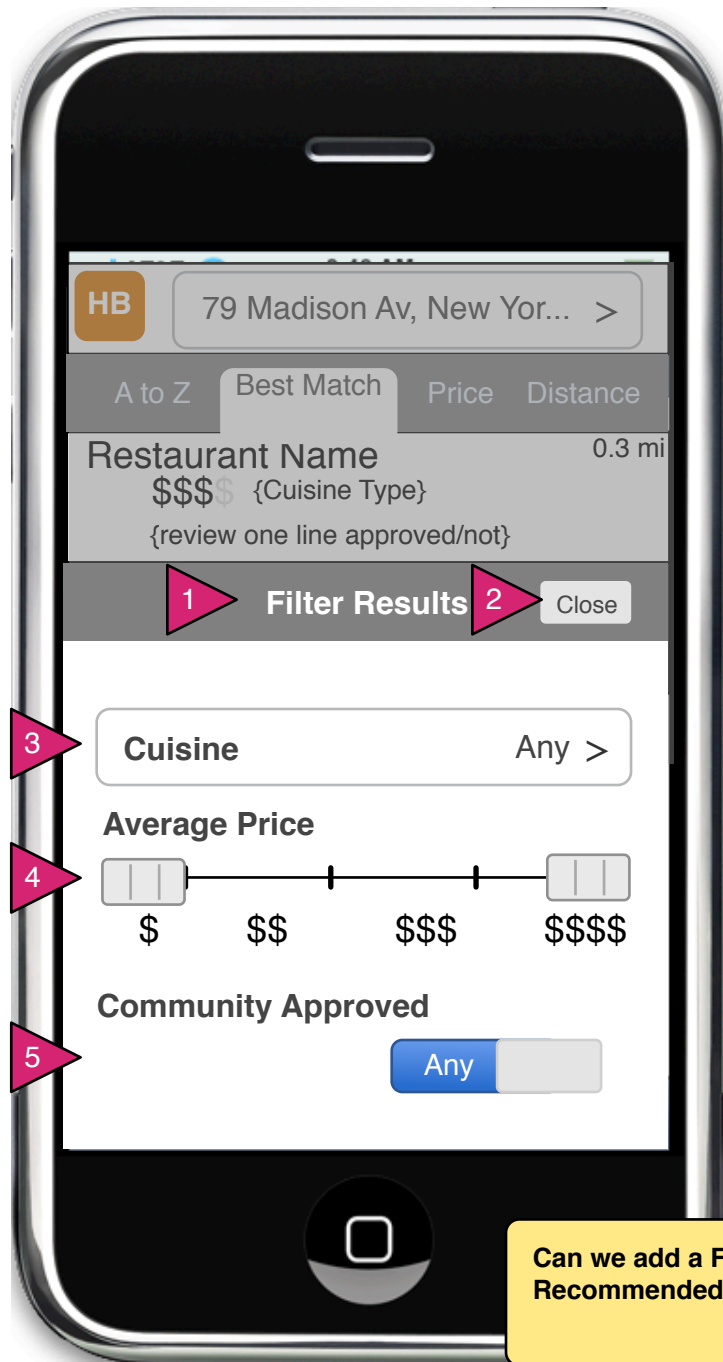 HB
79 Madison Av, New Yor... >
A to Z Best Match Price Distance
Restaurant Name 0.3 mi
$$$$ {Cuisine Type}
{review one line approved/not}
1 Filter Results 2 Close
3 Cuisine Any >
Average Price
4
$ $$ $$$ $$$$
Community Approved
5 Any
Can we add a
Recommended